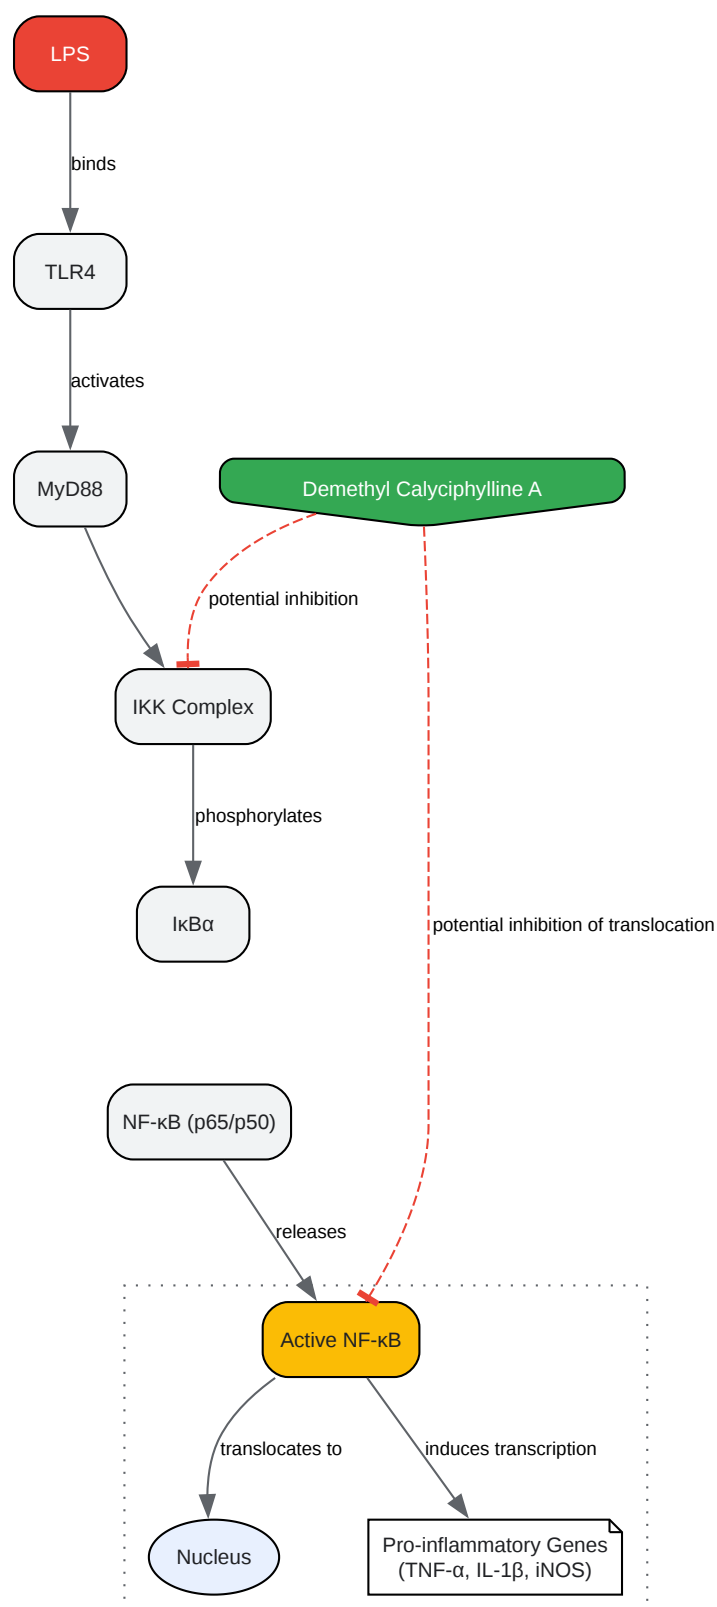 LPS
binds
TLR4
activates
MyD88
Demethyl Calyciphylline A
potential inhibition
IKK Complex
phosphorylates
IκBα
potential inhibition of translocation
NF-κB (p65/p50)
releases
Active NF-κB
translocates to
induces transcription
Nucleus
Pro-inflammatory Genes
(TNF-α, IL-1β, iNOS)